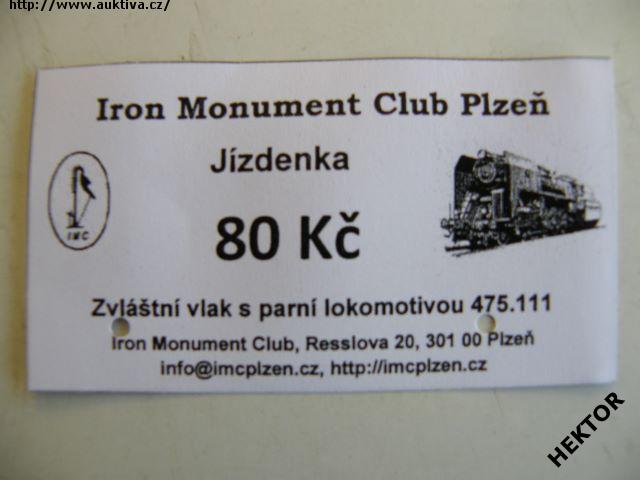 http://www.auktiva.cz/
Iron Monument Club Plzeň
Jízdenka
IMC
80 Kč
Zvláštní vlak s parní lokomotivou 475.111
Iron Monument Club, Resslova 20, 301 00 Plzeň
info@imcplzen.cz, http://imcplzen.cz
HEKTOR